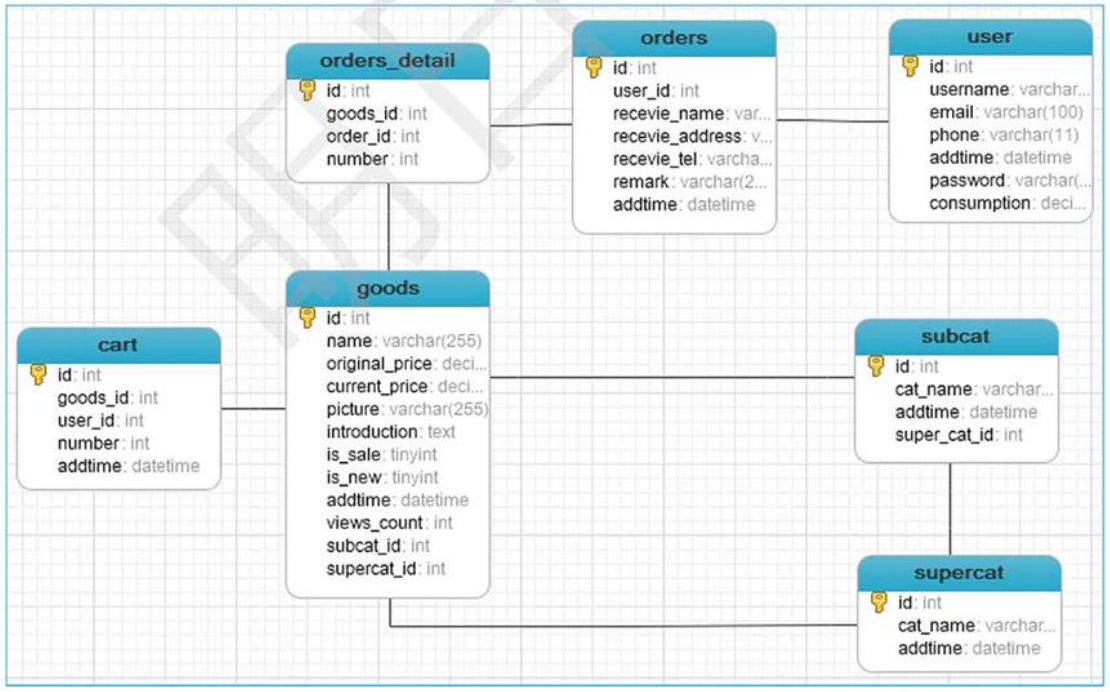 orders_detail
id: int
goods_id: int
order_id: int
number: int
orders
id: int
user_id: int
recevie_name: var...
recevie_address: v...
recevie_tel: varcha...
remark: varchar(2...
addtime: datetime
user
id: int
username: varchar...
email: varchar(100)
phone: varchar(11)
addtime: datetime
password: varchar(...
consumption: deci...
cart
id: int
goods_id: int
user_id: int
number: int
addtime: datetime
goods
id: int
name: varchar(255)
original_price: deci...
current_price: deci...
picture: varchar(255)
introduction: text
is_sale: tinyint
is_new: tinyint
addtime: datetime
views_count: int
subcat_id: int
supercat_id: int
subcat
id: int
cat_name: varchar...
addtime: datetime
super_cat_id: int
supercat
id: int
cat_name: varchar...
addtime: datetime